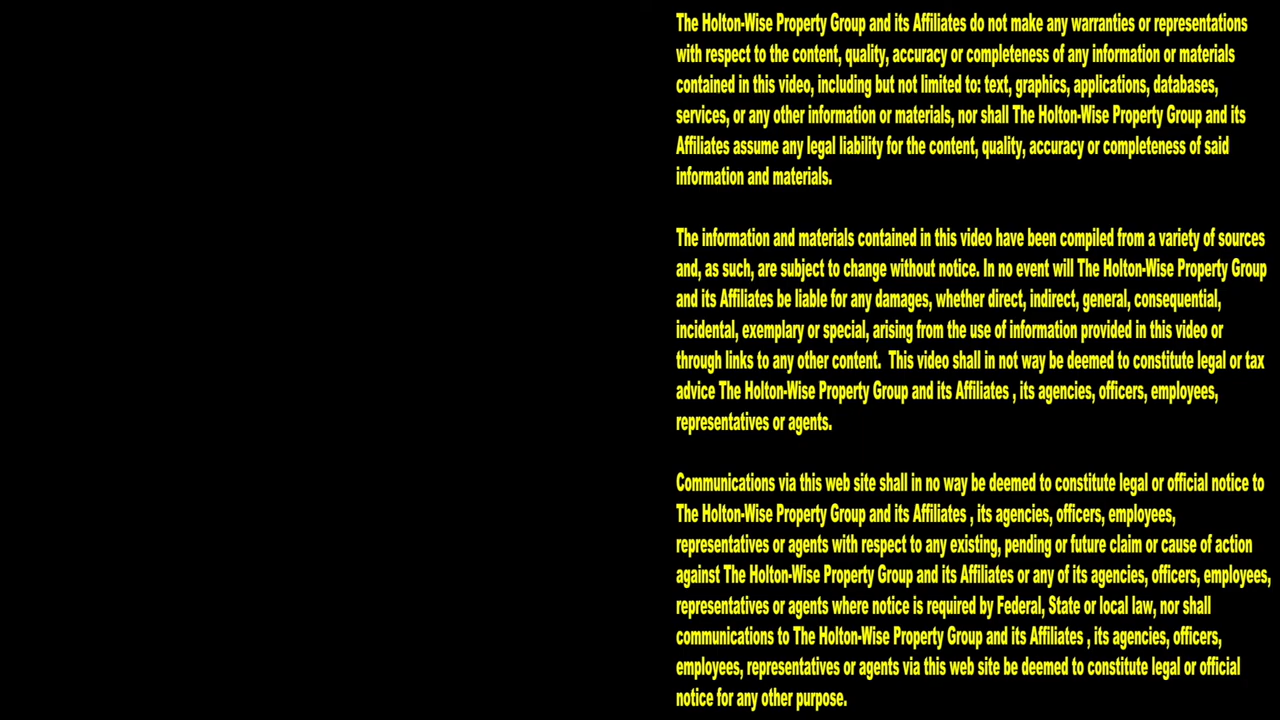 The Holton-Wise Property Group and its Affiliates do not make any warranties or representations
with respect to the content, quality, accuracy or completeness of any information or materials
contained in this video, including but not limited to: text, graphics, applications, databases,
services, or any other information or materials, nor shall The Holton-Wise Property Group and its
Affiliates assume any legal liability for the content, quality, accuracy or completeness of said
information and materials.
The information and materials contained in this video have been compiled from a variety of sources
and, as such, are subject to change without notice. In no event will The Holton-Wise Property Group
and its Affiliates be liable for any damages, whether direct, indirect, general, consequential,
incidental, exemplary or special, arising from the use of information provided in this video or
through links to any other content.  This video shall in not way be deemed to constitute legal or tax
advice The Holton-Wise Property Group and its Affiliates , its agencies, officers, employees,
representatives or agents.
Communications via this web site shall in no way be deemed to constitute legal or official notice to
The Holton-Wise Property Group and its Affiliates , its agencies, officers, employees,
representatives or agents with respect to any existing, pending or future claim or cause of action
against The Holton-Wise Property Group and its Affiliates or any of its agencies, officers, employees,
representatives or agents where notice is required by Federal, State or local law, nor shall
communications to The Holton-Wise Property Group and its Affiliates , its agencies, officers,
employees, representatives or agents via this web site be deemed to constitute legal or official
notice for any other purpose.